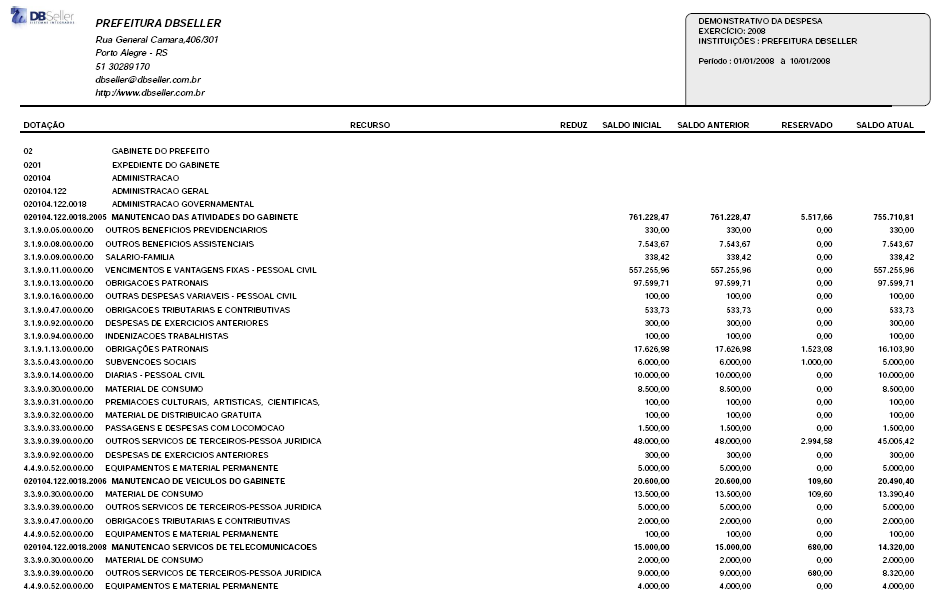 DBSeller
PREFEITURA DBSELLER
Rua General Camara,406/301
Porto Alegre - RS
51 30289170
dbseller@dbseller.com.br
http://www.dbseller.com.br
DEMONSTRATIVO DA DESPESA
EXERCÍCIO: 2008
INSTITUIÇÕES : PREFEITURA DBSELLER
Período : 01/01/2008 à 10/01/2008
DOTAÇÃO RECURSO REDUZ SALDO INICIAL SALDO ANTERIOR RESERVADO SALDO ATUAL
02 GABINETE DO PREFEITO
0201 EXPEDIENTE DO GABINETE
020104 ADMINISTRACAO
020104.122 ADMINISTRACAO GERAL
020104.122.0018 ADMINISTRACAO GOVERNAMENTAL
020104.122.0018.2005 MANUTENCAO DAS ATIVIDADES DO GABINETE 761.228,47 761.228,47 5.517,66 755.710,81
3.1.9.0.05.00.00.00 OUTROS BENEFICIOS PREVIDENCIARIOS 330,00 330,00 0,00 330,00
3.1.9.0.08.00.00.00 OUTROS BENEFICIOS ASSISTENCIAIS 7.543,67 7.543,67 0,00 7.543,67
3.1.9.0.09.00.00.00 SALARIO-FAMILIA 338,42 338,42 0,00 338,42
3.1.9.0.11.00.00.00 VENCIMENTOS E VANTAGENS FIXAS - PESSOAL CIVIL 557.255,96 557.255,96 0,00 557.255,96
3.1.9.0.13.00.00.00 OBRIGACOES PATRONAIS 97.599,71 97.599,71 0,00 97.599,71
3.1.9.0.16.00.00.00 OUTRAS DESPESAS VARIAVEIS - PESSOAL CIVIL 100,00 100,00 0,00 100,00
3.1.9.0.47.00.00.00 OBRIGACOES TRIBUTARIAS E CONTRIBUTIVAS 533,73 533,73 0,00 533,73
3.1.9.0.92.00.00.00 DESPESAS DE EXERCICIOS ANTERIORES 300,00 300,00 0,00 300,00
3.1.9.0.94.00.00.00 INDENIZACOES TRABALHISTAS 100,00 100,00 0,00 100,00
3.1.9.1.13.00.00.00 OBRIGAÇÕES PATRONAIS 17.626,98 17.626,98 1.523,08 16.103,90
3.3.5.0.43.00.00.00 SUBVENCOES SOCIAIS 6.000,00 6.000,00 1.000,00 5.000,00
3.3.9.0.14.00.00.00 DIARIAS - PESSOAL CIVIL 10.000,00 10.000,00 0,00 10.000,00
3.3.9.0.30.00.00.00 MATERIAL DE CONSUMO 8.500,00 8.500,00 0,00 8.500,00
3.3.9.0.31.00.00.00 PREMIACOES CULTURAIS, ARTISTICAS, CIENTIFICAS, 100,00 100,00 0,00 100,00
3.3.9.0.32.00.00.00 MATERIAL DE DISTRIBUICAO GRATUITA 100,00 100,00 0,00 100,00
3.3.9.0.33.00.00.00 PASSAGENS E DESPESAS COM LOCOMOCAO 1.500,00 1.500,00 0,00 1.500,00
3.3.9.0.39.00.00.00 OUTROS SERVICOS DE TERCEIROS-PESSOA JURIDICA 48.000,00 48.000,00 2.994,58 45.005,42
3.3.9.0.92.00.00.00 DESPESAS DE EXERCICIOS ANTERIORES 300,00 300,00 0,00 300,00
4.4.9.0.52.00.00.00 EQUIPAMENTOS E MATERIAL PERMANENTE 5.000,00 5.000,00 0,00 5.000,00
020104.122.0018.2006 MANUTENCAO DE VEICULOS DO GABINETE 20.600,00 20.600,00 109,60 20.490,40
3.3.9.0.30.00.00.00 MATERIAL DE CONSUMO 13.500,00 13.500,00 109,60 13.390,40
3.3.9.0.39.00.00.00 OUTROS SERVICOS DE TERCEIROS-PESSOA JURIDICA 5.000,00 5.000,00 0,00 5.000,00
3.3.9.0.47.00.00.00 OBRIGACOES TRIBUTARIAS E CONTRIBUTIVAS 2.000,00 2.000,00 0,00 2.000,00
4.4.9.0.52.00.00.00 EQUIPAMENTOS E MATERIAL PERMANENTE 100,00 100,00 0,00 100,00
020104.122.0018.2008 MANUTENCAO SERVICOS DE TELECOMUNICACOES 15.000,00 15.000,00 680,00 14.320,00
3.3.9.0.30.00.00.00 MATERIAL DE CONSUMO 2.000,00 2.000,00 0,00 2.000,00
3.3.9.0.39.00.00.00 OUTROS SERVICOS DE TERCEIROS-PESSOA JURIDICA 9.000,00 9.000,00 680,00 8.320,00
4.4.9.0.52.00.00.00 EQUIPAMENTOS E MATERIAL PERMANENTE 4.000,00 4.000,00 0,00 4.000,00